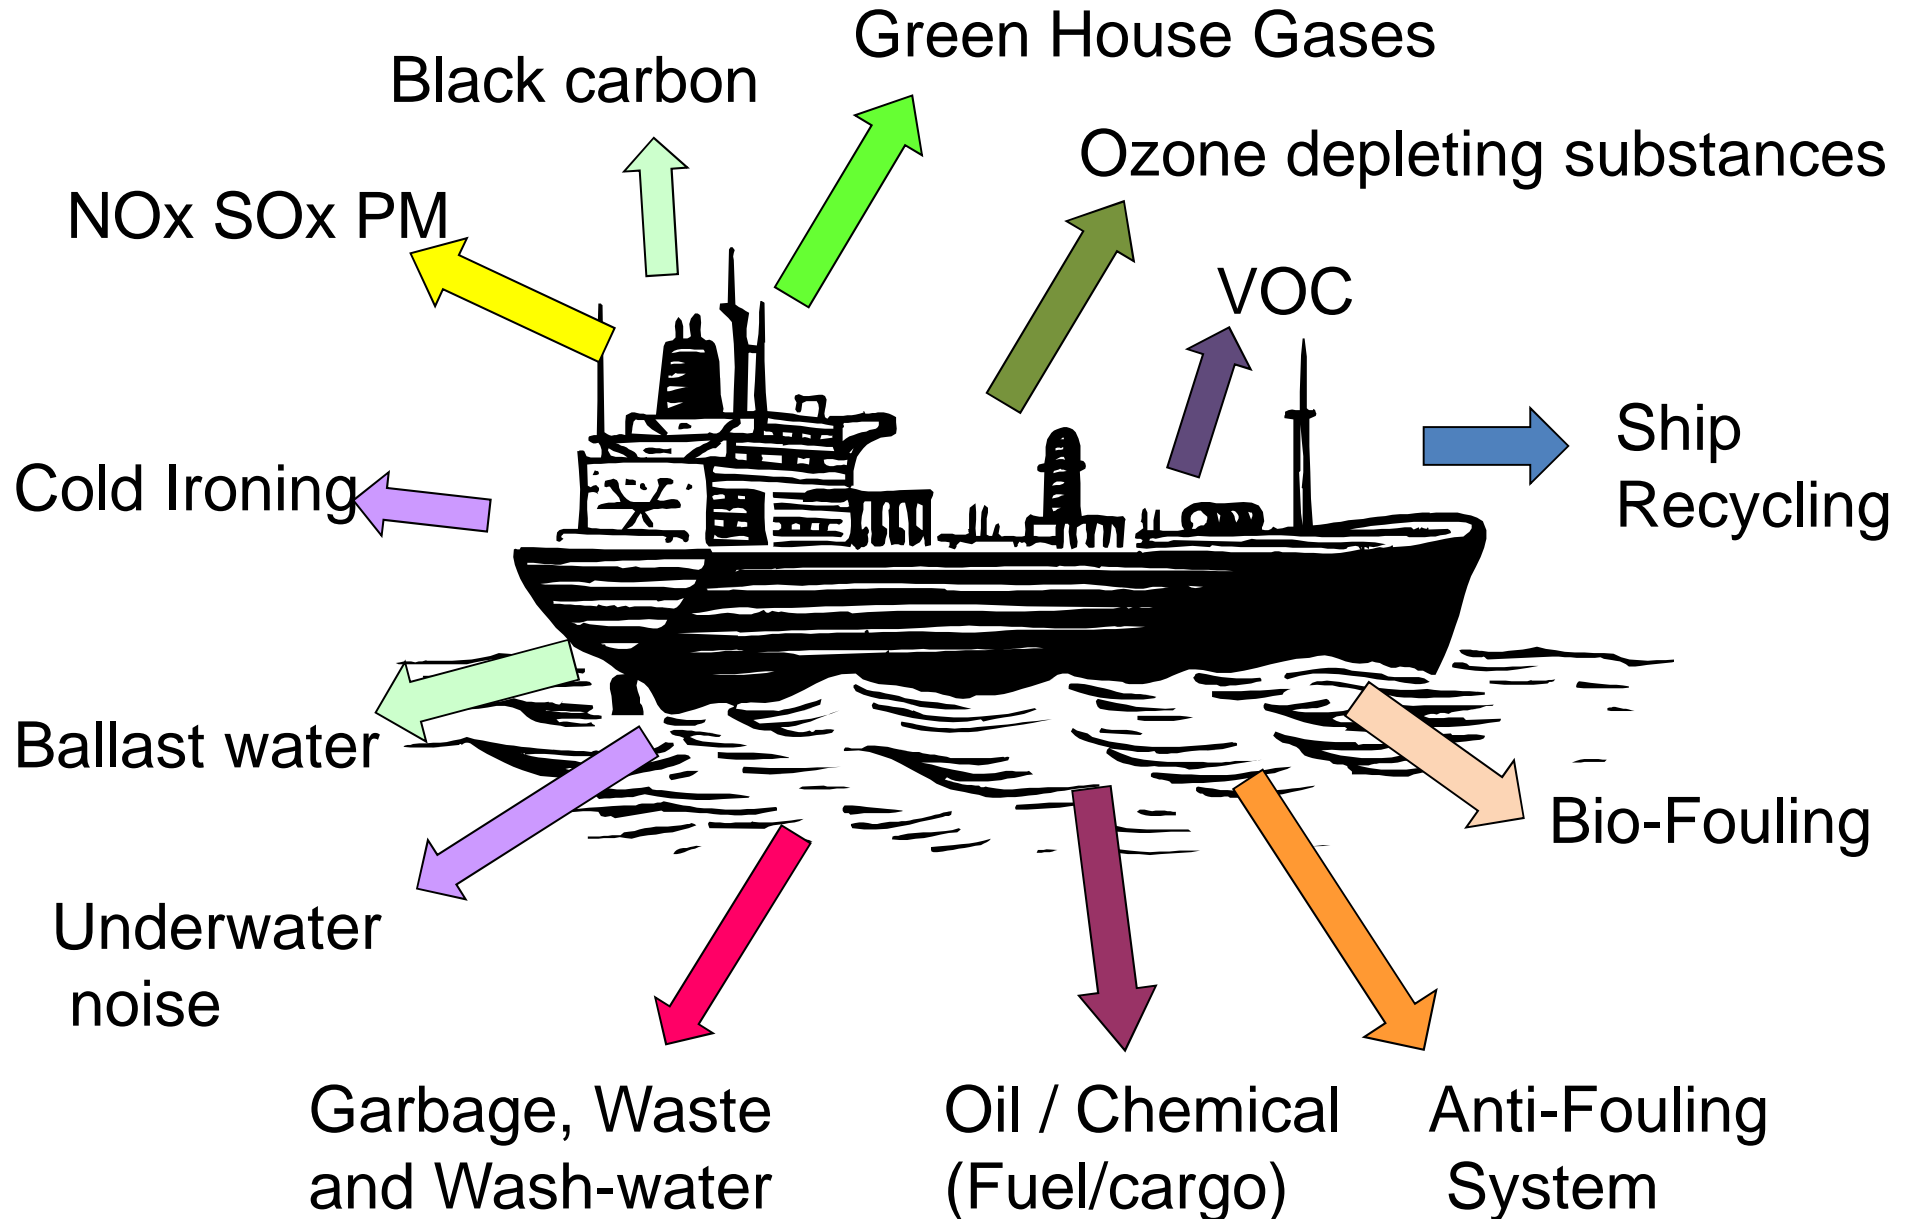 Green House Gases
Black carbon
Ozone depleting substances
NOx SOx PM
VOC
Ship
Recycling
Cold Ironing
Ballast water
Bio-Fouling
Underwater
noise
Garbage, Waste
and Wash-water
Oil / Chemical
(Fuel/cargo)
Anti-Fouling
System